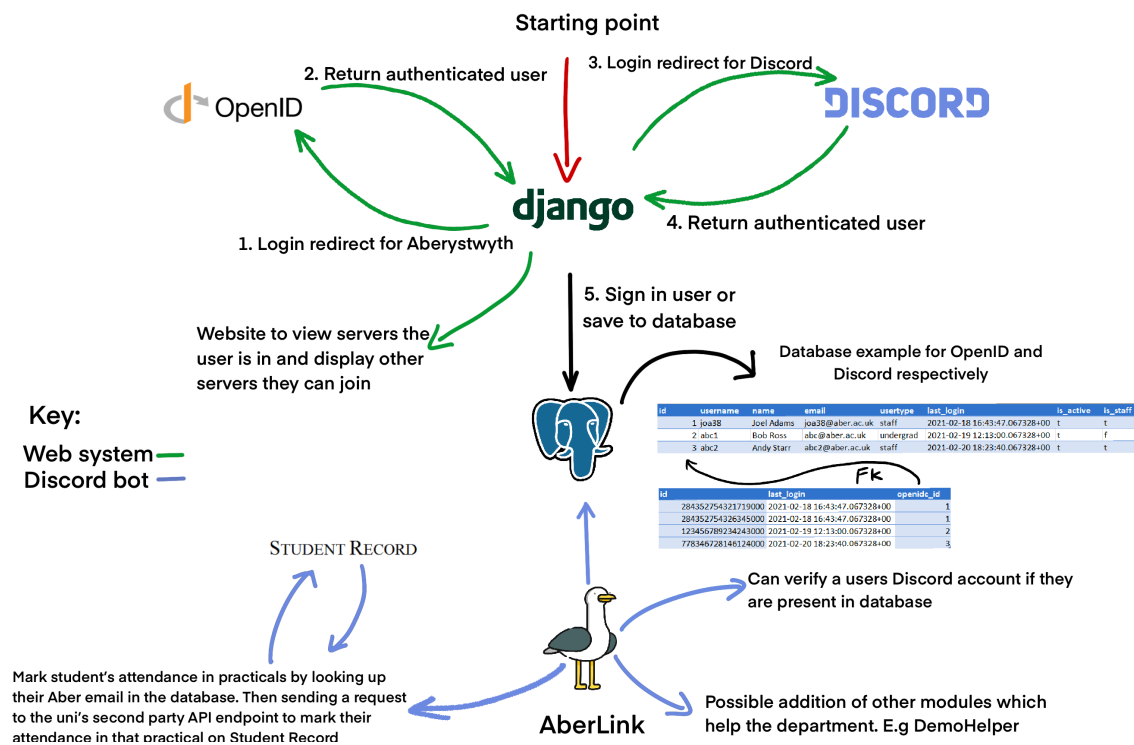 Starting point
2. Return authenticated user
3. Login redirect for Discord
OpenID
DISCORD
django
4. Return authenticated user
1. Login redirect for Aberystwyth
5. Sign in user or
save to database
Website to view servers the
user is in and display other
servers they can join
Database example for OpenID and
Discord respectively
Key:
Web system
Discord bot
id username name email usertype last_login is_active is_staff
1 joa38 Joel Adams joa38@aber.ac.uk staff 2021-02-18 16:43:47.067328+00 t t
2 abc1 Bob Ross abc@aber.ac.uk undergrad 2021-02-19 12:13:00.067328+00 t f
3 abc2 Andy Starr abc2@aber.ac.uk staff 2021-02-20 18:23:40.067328+00 t t
FK
id last_login openidc_id
284352754321719000 2021-02-18 16:43:47.067328+00 1
284352754326345000 2021-02-18 16:43:47.067328+00 1
123456789234243000 2021-02-19 12:13:00.067328+00 2
778346728146124000 2021-02-20 18:23:40.067328+00 3
STUDENT RECORD
Can verify a users Discord account if they
are present in database
Mark student's attendance in practicals by looking up
their Aber email in the database. Then sending a request
to the uni's second party API endpoint to mark their
attendance in that practical on Student Record
Possible addition of other modules which
help the department. E.g DemoHelper
AberLink